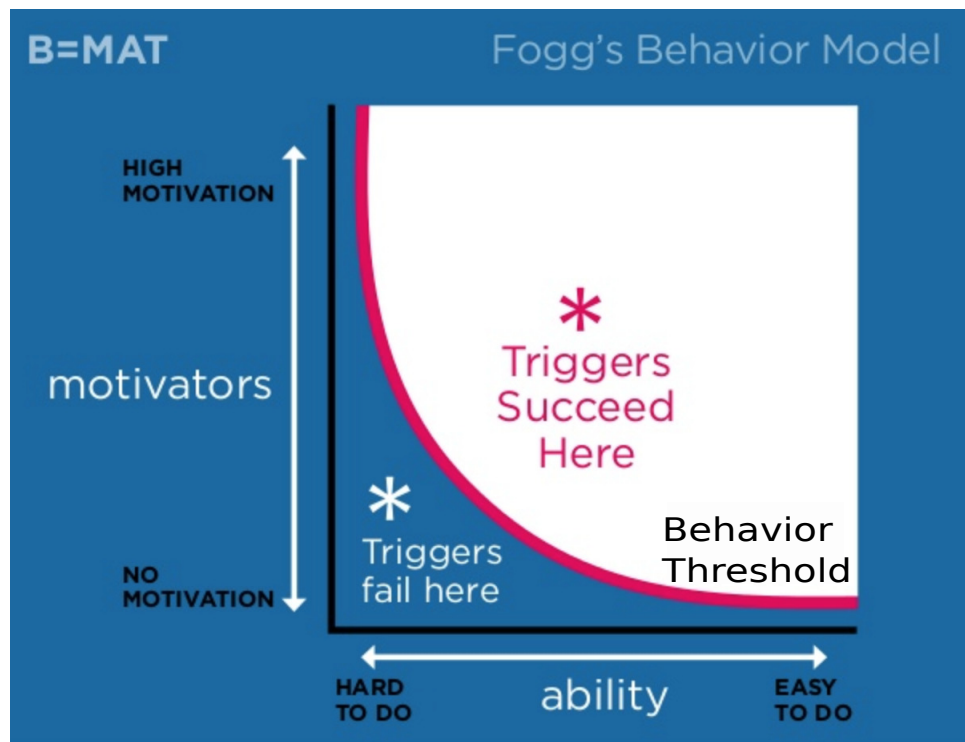 B=MAT
Fogg's Behavior Model
HIGH
MOTIVATION
motivators
*
Triggers
Succeed
Here
*
Triggers
fail here
Behavior
Threshold
NO
MOTIVATION
HARD
TO DO
ability
EASY
TO DO